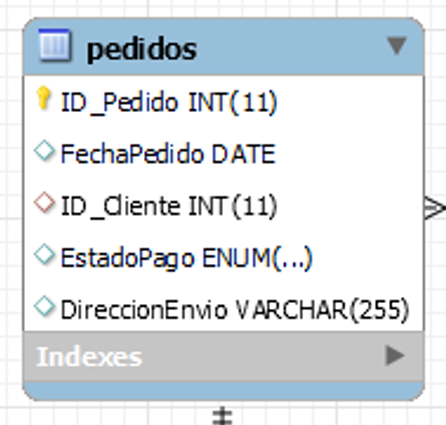 pedidos
ID_Pedido INT(11)
FechaPedido DATE
ID_Cliente INT(11)
EstadoPago ENUM(...)
DireccionEnvio VARCHAR(255)
Indexes